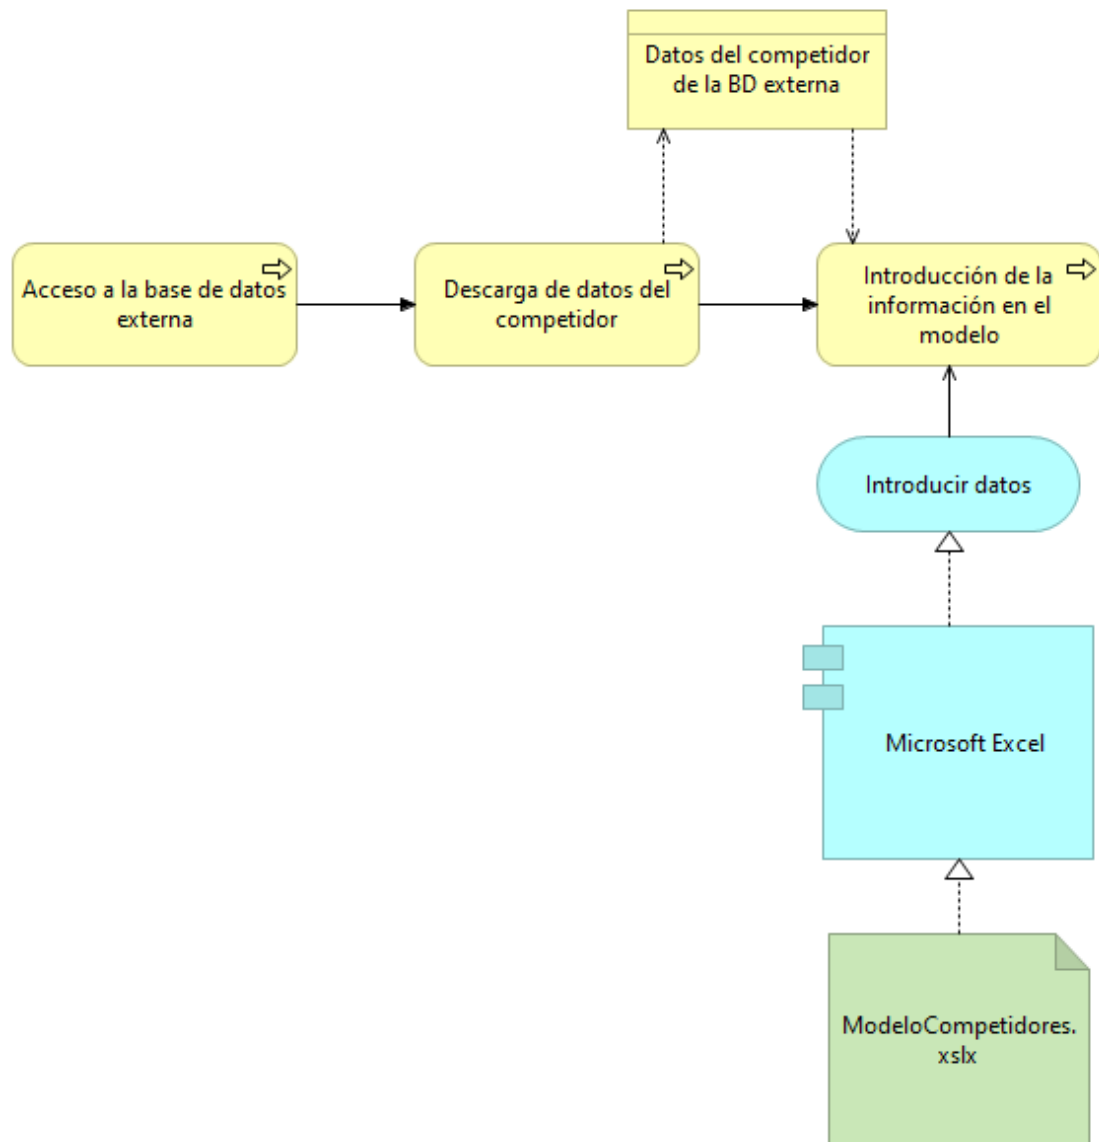 Datos del competidor
de la BD externa
Acceso a la base de datos
externa
Descarga de datos del
competidor
Introducción de la
información en el
modelo
Introducir datos
Microsoft Excel
ModeloCompetidores.
xslx